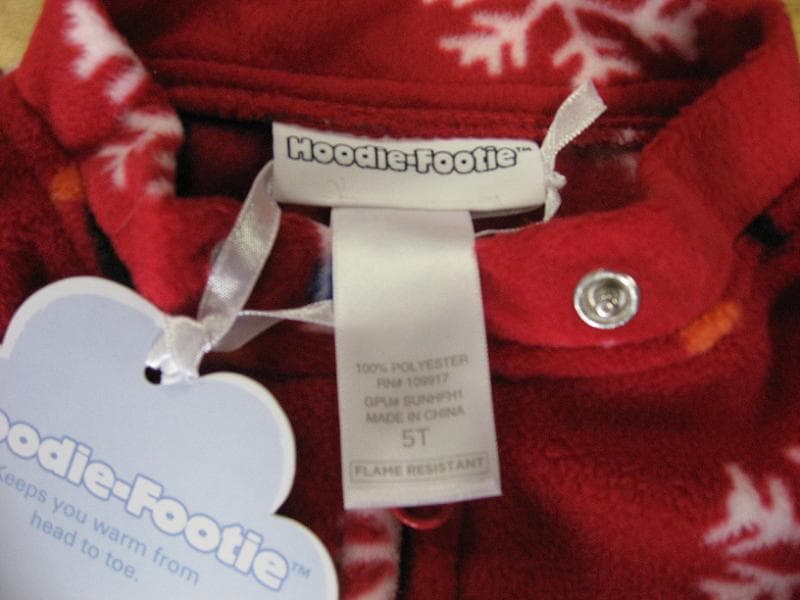 Hoodie-Footie™
100% POLYESTER
RN# 109917
GPU# SUNHFH1
MADE IN CHINA
5T
FLAME RESISTANT
oodie-Footie™
Keeps you warm from
head to toe.